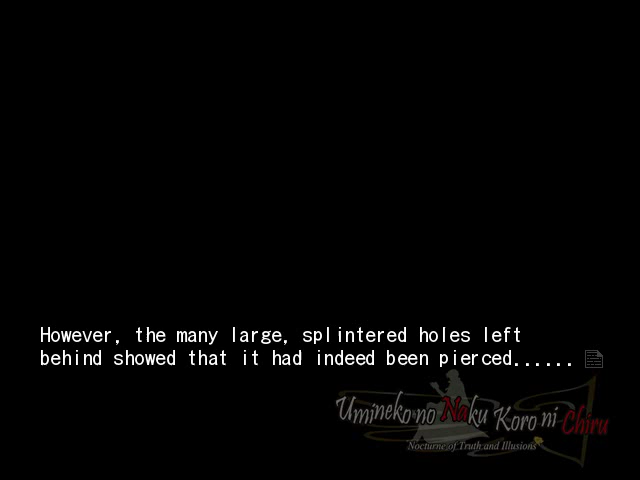 However, the many large, splintered holes left
behind showed that it had indeed been pierced......
Umineko no Naku Koro ni Chiru
Nocturne of Truth and Illusions